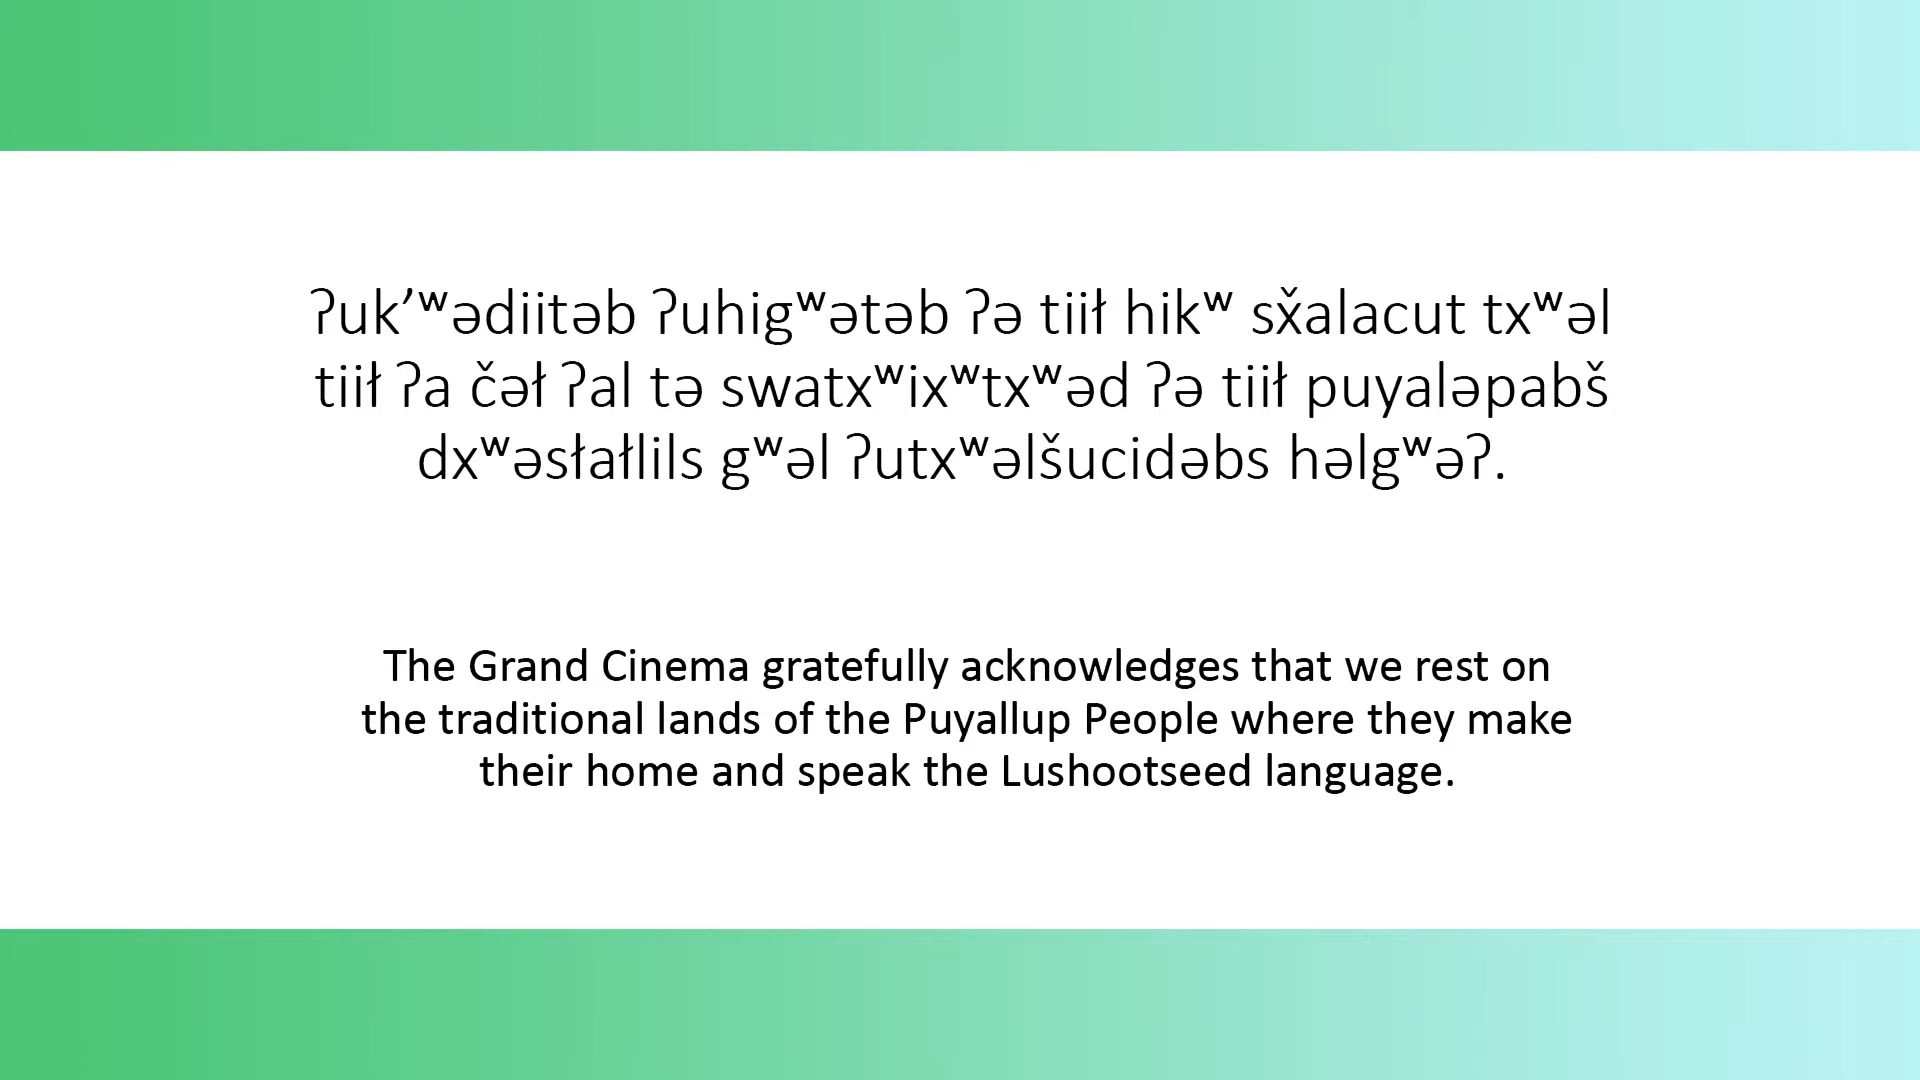 ʔuk’ʷədiitəb ʔuhigʷətəb ʔə tiił hikʷ sx̌alacut txʷəl
tiił ʔa čəł ʔal tə swatxʷixʷtxʷəd ʔə tiił puyaləpabš
dxʷəsłałlils gʷəl ʔutxʷəlšucidəbs həlgʷəʔ.
The Grand Cinema gratefully acknowledges that we rest on
the traditional lands of the Puyallup People where they make
their home and speak the Lushootseed language.